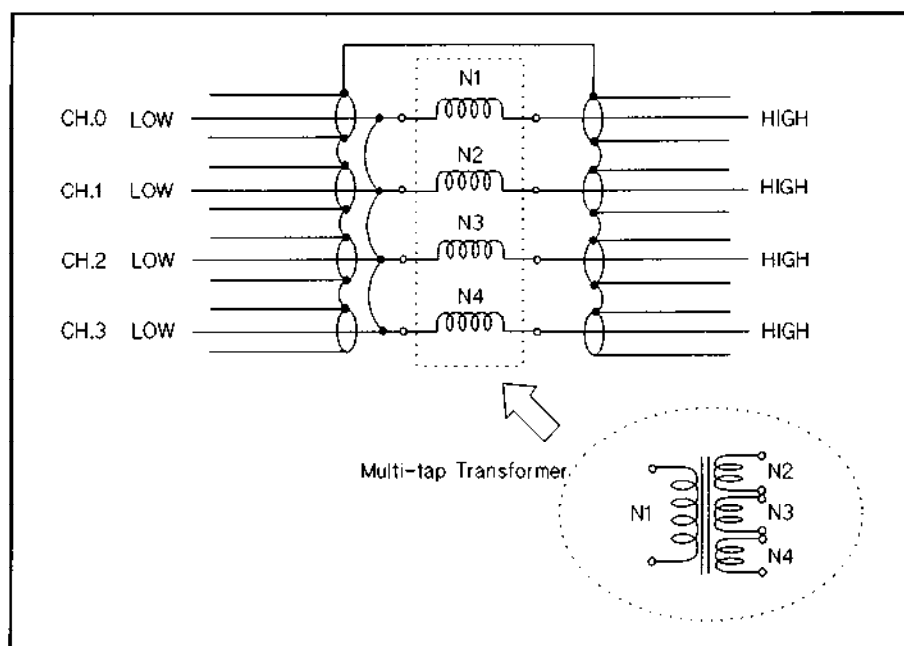 N1
CH.0 LOW HIGH
N2
CH.1 LOW HIGH
N3
CH.2 LOW HIGH
N4
CH.3 LOW HIGH
Multi-tap Transformer
N1
N2
N3
N4